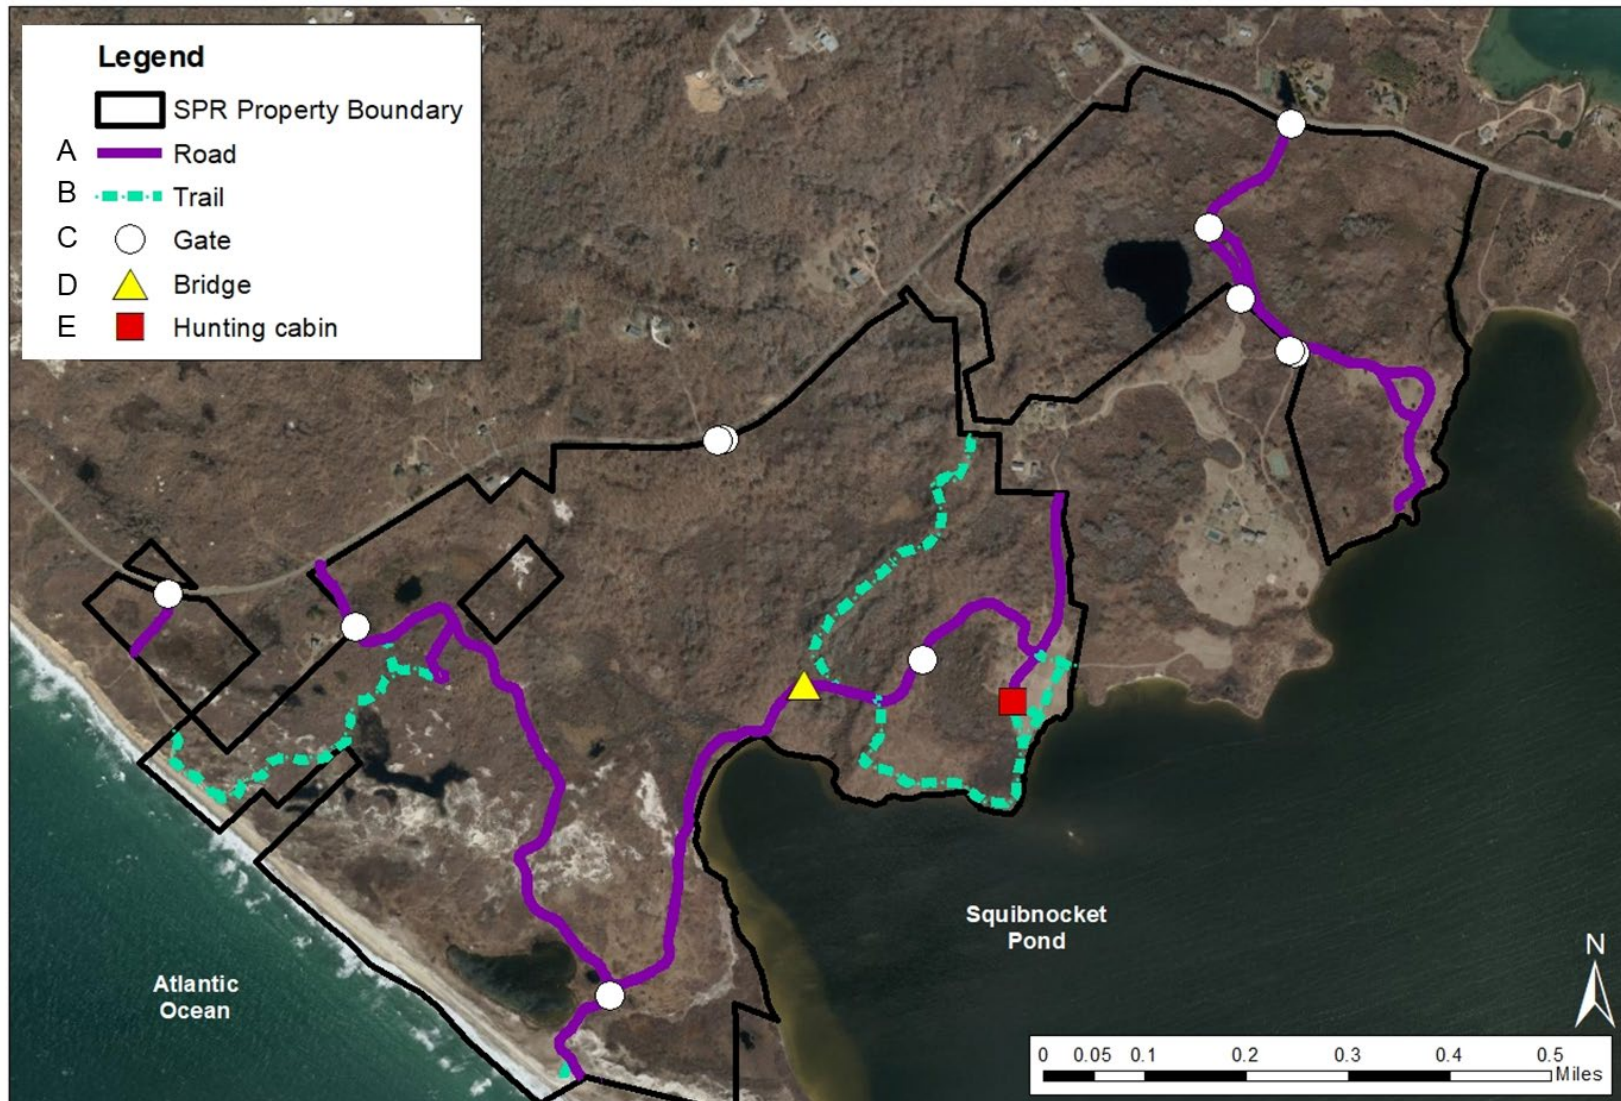 Legend
SPR Property Boundary
A Road
B Trail
C Gate
D Bridge
E Hunting cabin
Squibnocket
Pond
Atlantic
Ocean
N
0 0.05 0.1 0.2 0.3 0.4 0.5
Miles